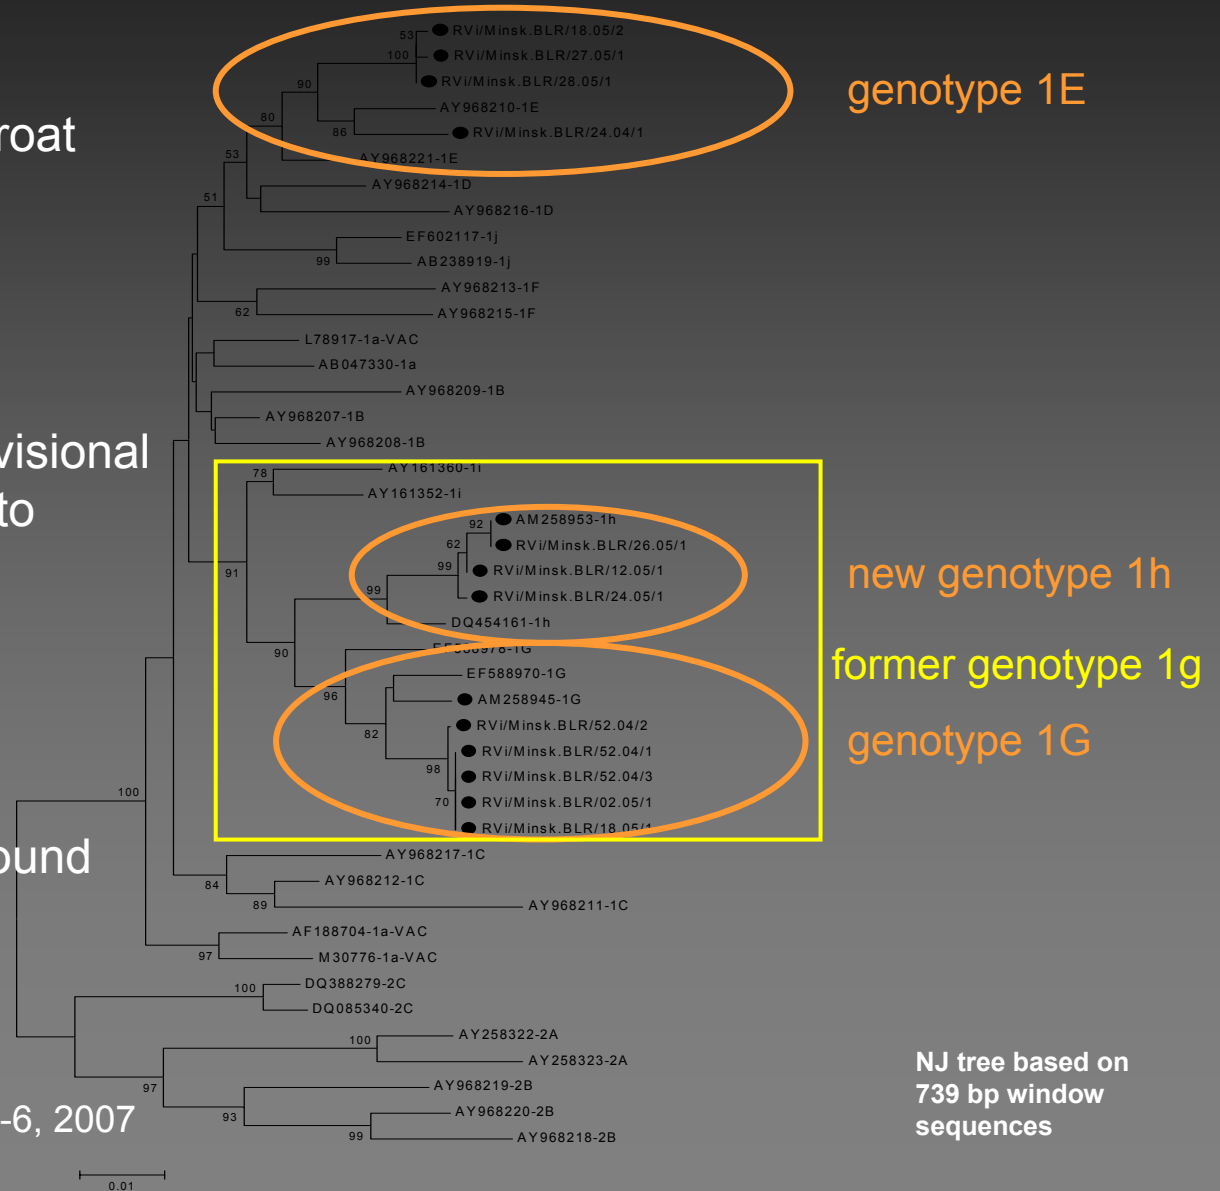 53
RVi/Minsk.BLR/18.05/2
100
RVi/Minsk.BLR/27.05/1
RVi/Minsk.BLR/28.05/1
90
genotype 1E
AY968210-1E
80
86
RVi/Minsk.BLR/24.04/1
roat
53
AY968221-1E
AY968214-1D
51
AY968216-1D
EF602117-1j
99
AB238919-1j
AY968213-1F
62
AY968215-1F
L78917-1a-VAC
AB047330-1a
AY968209-1B
AY967207-1B
AY968208-1B
visional
78
AY161360-1i
AY161352-1i
to
92
AM258953-1h
62
RVi/Minsk.BLR/26.05/1
91
99
RVi/Minsk.BLR/12.05/1
new genotype 1h
99
RVi/Minsk.BLR/24.05/1
DQ454161-1h
90
-1G
former genotype 1g
96
EF588970-1G
AM258945-1G
82
RVi/Minsk.BLR/52.04/2
genotype 1G
98
RVi/Minsk.BLR/52.04/1
RVi/Minsk.BLR/52.04/3
100
70
RVi/Minsk.BLR/02.05/1
RVi/Minsk.BLR/18.05/1
ound
AY968217-1C
84
AY968212-1C
89
AY968211-1C
AF188704-1a-VAC
97
M30776-1a-VAC
100
DQ388279-2C
DQ085340-2C
AY258322-2A
100
AY258323-2A
97
AY968219-2B
93
AY968220-2B
99
AY968218-2B
NJ tree based on
739 bp window
sequences
-6, 2007
0.01